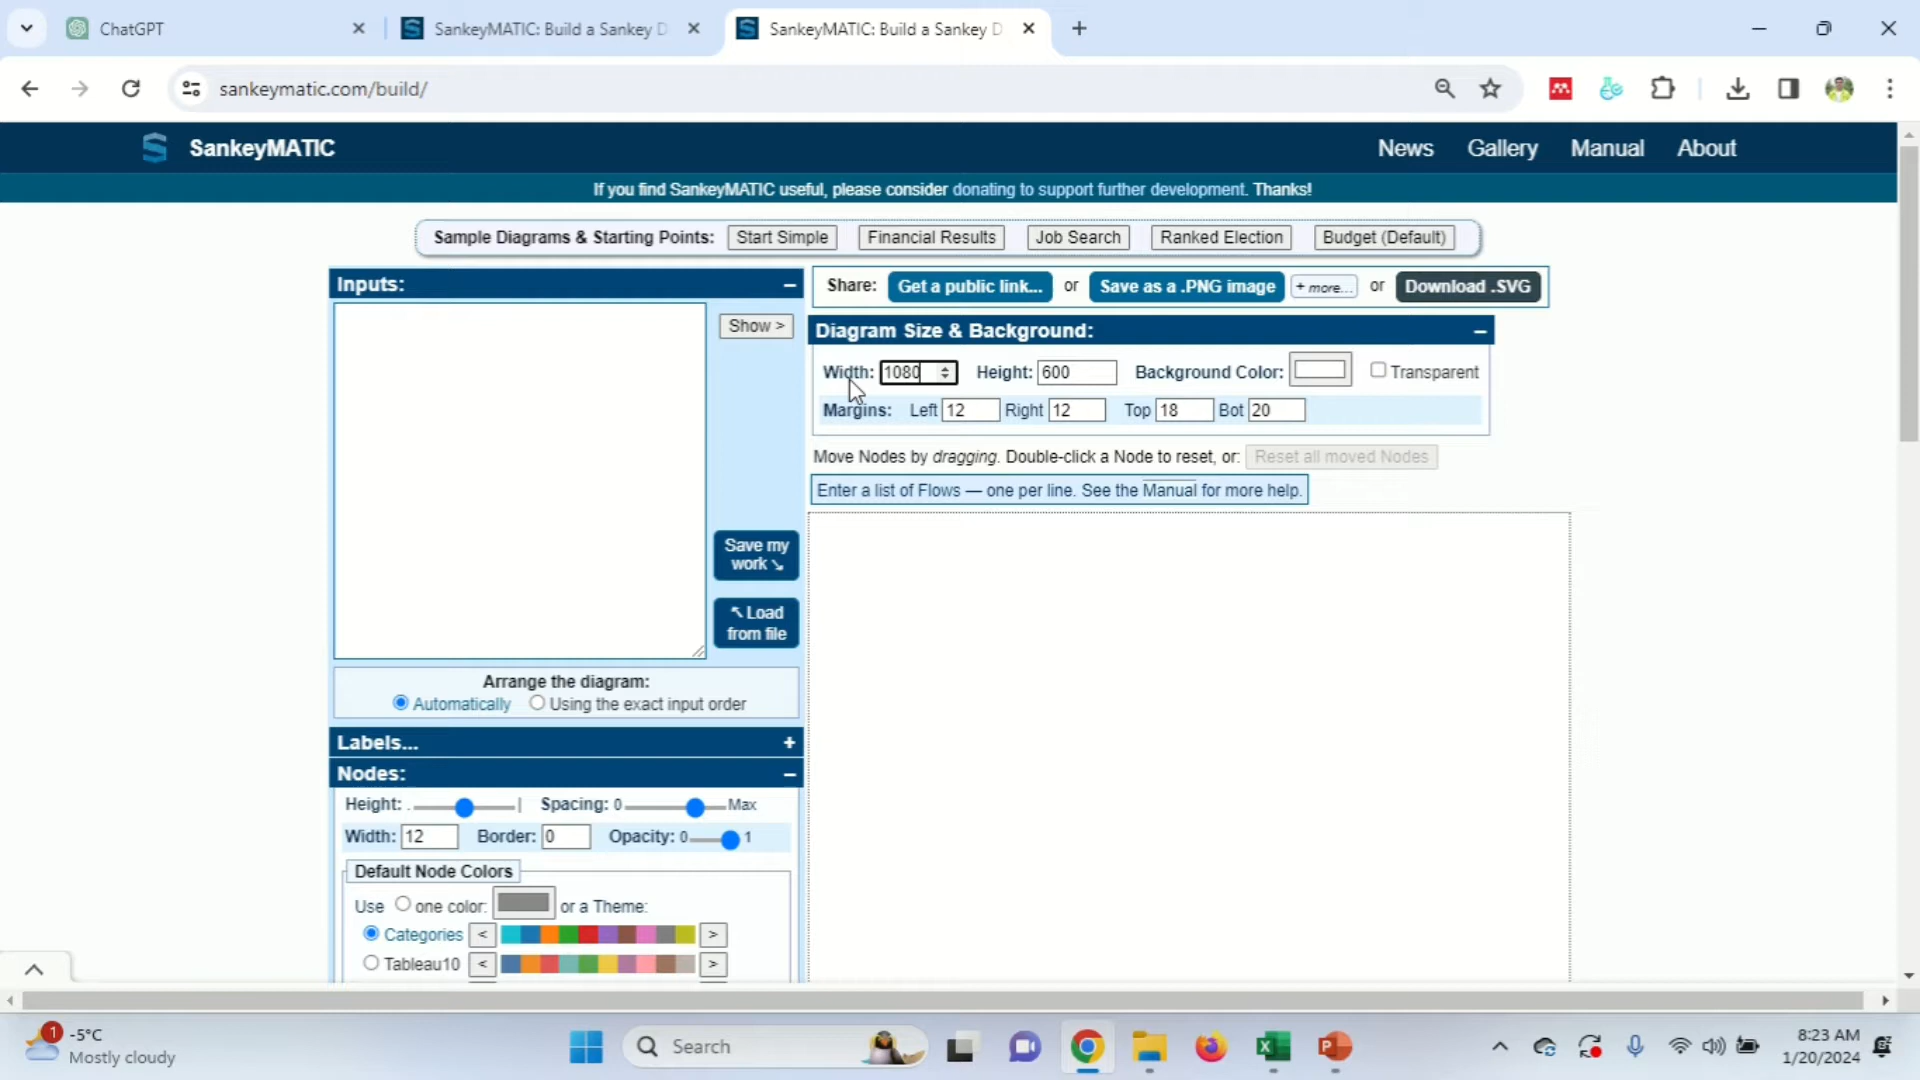 ChatGPT
SankeyMATIC: Build a Sankey D
SankeyMATIC: Build a Sankey D
sankeymatic.com/build/
SankeyMATIC
News Gallery Manual About
If you find SankeyMATIC useful, please consider donating to support further development. Thanks!
Sample Diagrams & Starting Points: Start Simple Financial Results Job Search Ranked Election Budget (Default)
Inputs: –
Share: Get a public link... or Save as a .PNG image + more... or Download .SVG
Show >
Diagram Size & Background: –
Width: 1080 Height: 600 Background Color: Transparent
Margins: Left 12 Right 12 Top 18 Bot 20
Move Nodes by dragging. Double-click a Node to reset, or: Reset all moved Nodes
Enter a list of Flows — one per line. See the Manual for more help.
Save my
work ↘
↖ Load
from file
Arrange the diagram:
Automatically Using the exact input order
Labels... +
Nodes: –
Height: . | Spacing: 0 Max
Width: 12 Border: 0 Opacity: 0 1
Default Node Colors
Use one color: or a Theme:
Categories < >
Tableau10 < >
1
-5°C
Mostly cloudy
Search
8:23 AM
1/20/2024